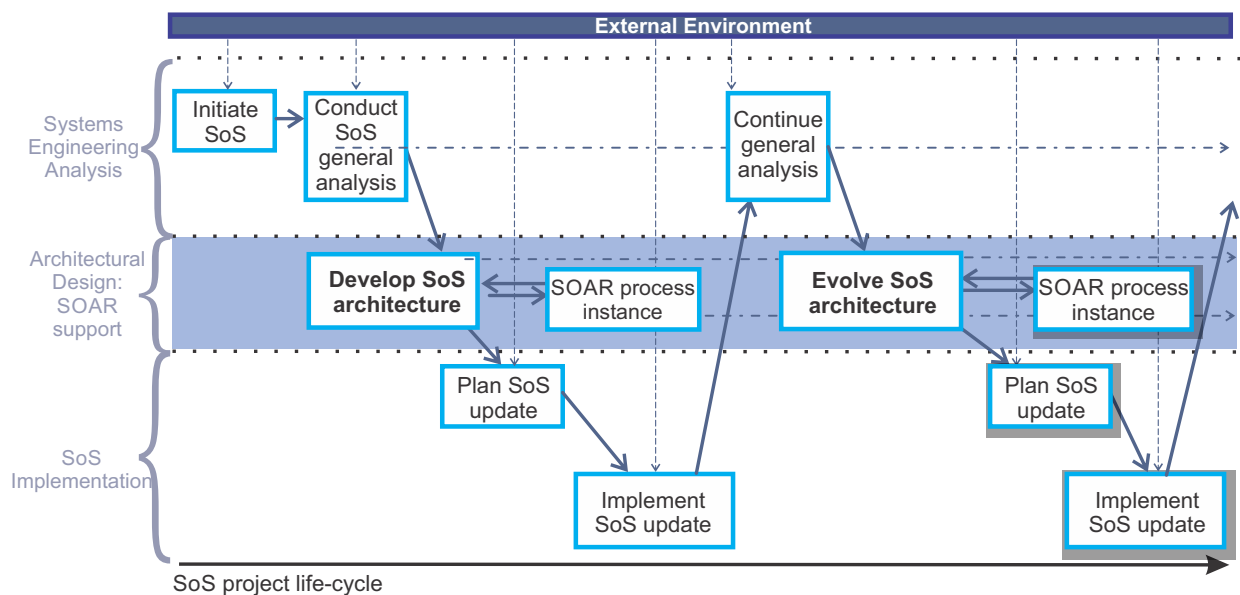 External Environment
Systems
Engineering
Analysis
Initiate
SoS
Conduct
SoS
general
analysis
Continue
general
analysis
Architectural
Design:
SOAR
support
Develop SoS
architecture
SOAR process
instance
Evolve SoS
architecture
SOAR process
instance
SoS
Implementation
Plan SoS
update
Plan SoS
update
Implement
SoS update
Implement
SoS update
SoS project life-cycle